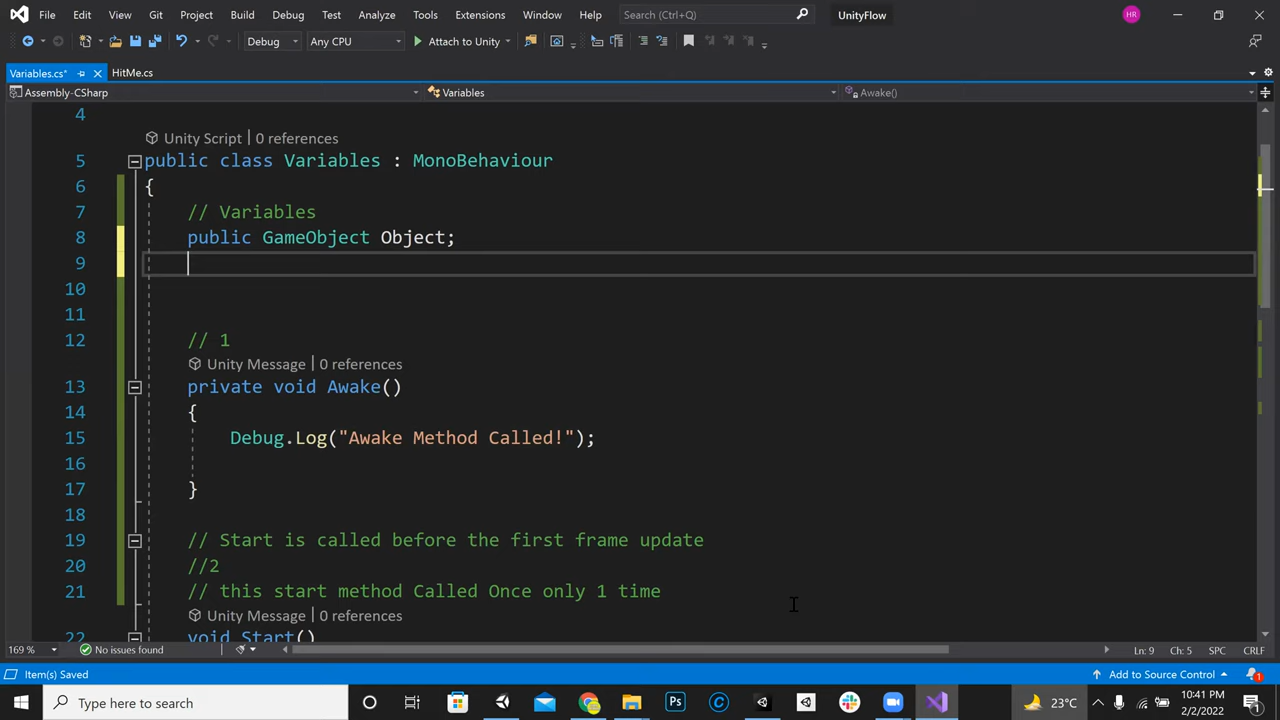 File Edit View Git Project Build Debug Test Analyze Tools Extensions Window Help Search (Ctrl+Q) UnityFlow HR
Debug Any CPU Attach to Unity
Variables.cs* HitMe.cs
Assembly-CSharp Variables Awake()
4
Unity Script | 0 references
5 public class Variables : MonoBehaviour
6 {
7 // Variables
8 public GameObject Object;
9
10
11
12 // 1
Unity Message | 0 references
13 private void Awake()
14 {
15 Debug.Log("Awake Method Called!");
16
17 }
18
19 // Start is called before the first frame update
20 //2
21 // this start method Called Once only 1 time
Unity Message | 0 references
22 void Start()
169 % No issues found Ln: 9 Ch: 5 SPC CRLF
Item(s) Saved Add to Source Control 1
Type here to search Ps 23°C 10:41 PM
2/2/2022 1